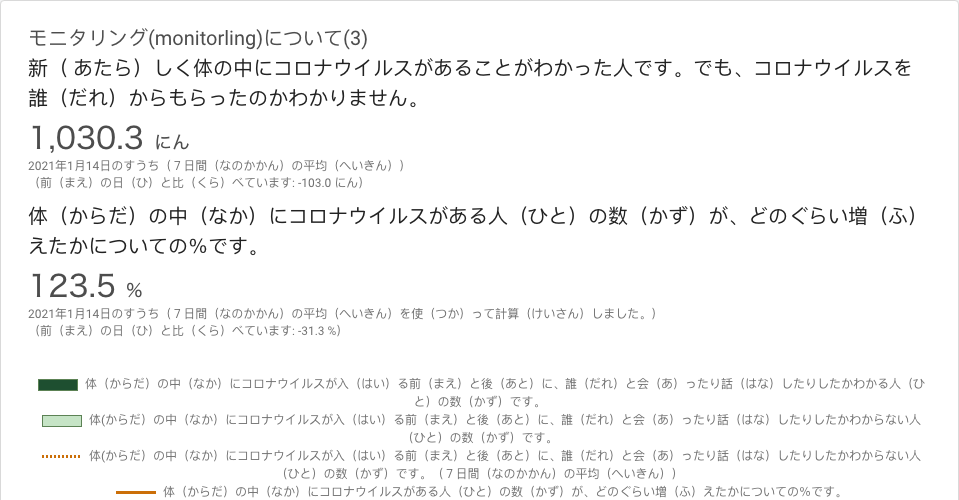 モニタリング(monitorling)について(3)
新（ あたら）しく体の中にコロナウイルスがあることがわかった人です。でも、コロナウイルスを
誰（だれ）からもらったのかわかりません。
1,030.3 にん
2021年1月14日のすうち（７日間（なのかかん）の平均（へいきん））
（前（まえ）の日（ひ）と比（くら）べています: -103.0 にん）
体（からだ）の中（なか）にコロナウイルスがある人（ひと）の数（かず）が、どのぐらい増（ふ）
えたかについての%です。
123.5 %
2021年1月14日のすうち（７日間（なのかかん）の平均（へいきん）を使（つか）って計算（けいさん）しました。）
（前（まえ）の日（ひ）と比（くら）べています: -31.3 %）
体（からだ）の中（なか）にコロナウイルスが入（はい）る前（まえ）と後（あと）に、誰（だれ）と会（あ）ったり話（はな）したりしたかわかる人（ひ
と）の数（かず）です。
体(からだ）の中（なか）にコロナウイルスが入（はい）る前（まえ）と後（あと）に、誰（だれ）と会（あ）ったり話（はな）したりしたかわからない人
（ひと）の数（かず）です。
体(からだ）の中（なか）にコロナウイルスが入（はい）る前（まえ）と後（あと）に、誰（だれ）と会（あ）ったり話（はな）したりしたかわからない人
（ひと）の数（かず）です。（７日間（なのかかん）の平均（へいきん））
体（からだ）の中（なか）にコロナウイルスがある人（ひと）の数（かず）が、どのぐらい増（ふ）えたかについての%です。